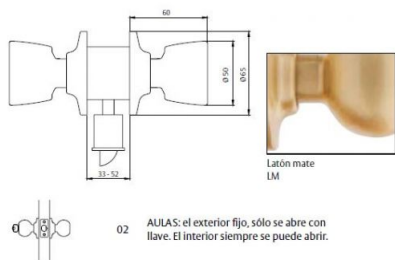 60
Ø50
Ø65
33 - 52
Latón mate
LM
02
AULAS: el exterior fijo, sólo se abre con
llave. El interior siempre se puede abrir.